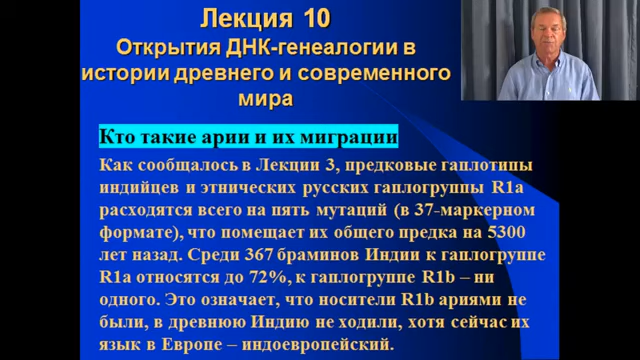 Лекция 10
Открытия ДНК-генеалогии в
истории древнего и современного
мира
Кто такие арии и их миграции
Как сообщалось в Лекции 3, предковые гаплотипы
индийцев и этнических русских гаплогруппы R1a
расходятся всего на пять мутаций (в 37-маркерном
формате), что помещает их общего предка на 5300
лет назад. Среди 367 браминов Индии к гаплогруппе
R1a относятся до 72%, к гаплогруппе R1b – ни
одного. Это означает, что носители R1b ариями не
были, в древнюю Индию не ходили, хотя сейчас их
язык в Европе – индоевропейский.